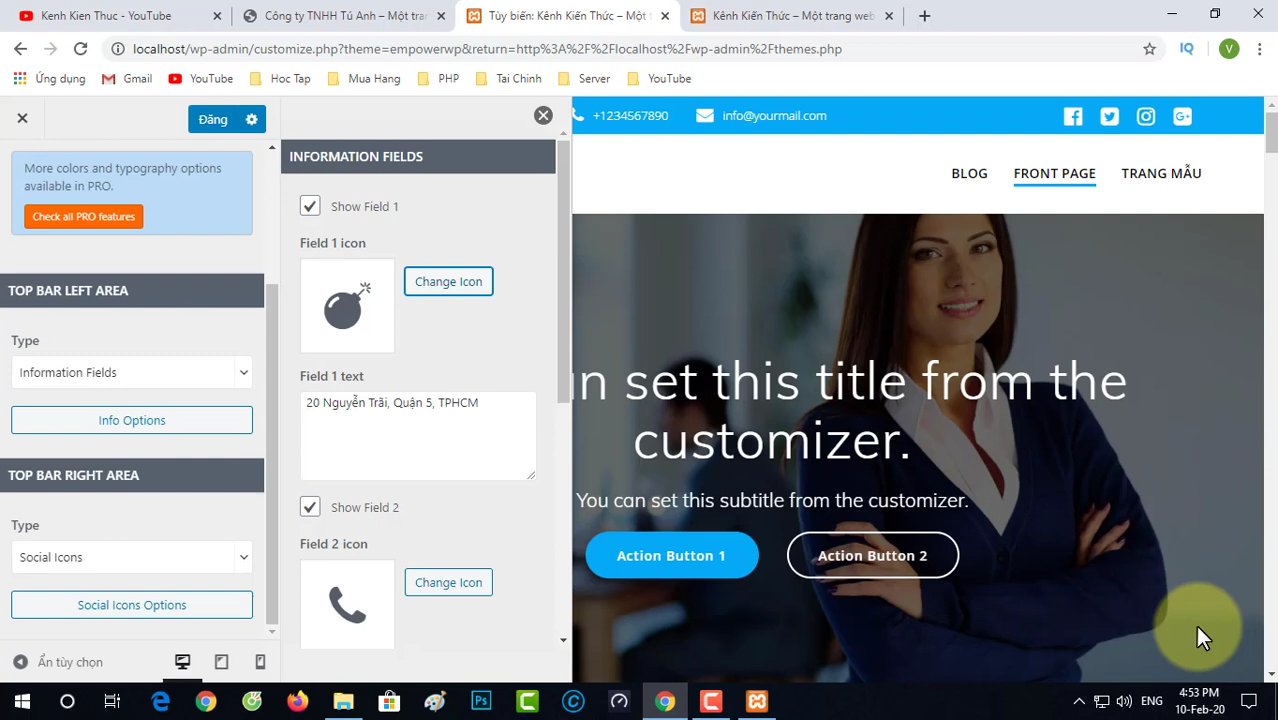 Kenh Kien Thuc - YouTube
Công ty TNHH Tú Anh – Một tran
Tùy biến: Kênh Kiến Thức – Một t
Kênh Kiến Thức – Một trang web
localhost/wp-admin/customize.php?theme=empowerwp&return=http%3A%2F%2Flocalhost%2Fwp-admin%2Fthemes.php
IQ
V
Ứng dụng
Gmail
YouTube
Hoc Tap
Mua Hang
PHP
Tai Chinh
Server
YouTube
Đăng
More colors and typography options
available in PRO.
Check all PRO features
TOP BAR LEFT AREA
Type
Information Fields
Info Options
TOP BAR RIGHT AREA
Type
Social Icons
Social Icons Options
Ẩn tùy chọn
INFORMATION FIELDS
Show Field 1
Field 1 icon
Change Icon
Field 1 text
20 Nguyễn Trãi, Quận 5, TPHCM
Show Field 2
Field 2 icon
Change Icon
+1234567890
info@yourmail.com
BLOG
FRONT PAGE
TRANG MẪU
n set this title from the
customizer.
You can set this subtitle from the customizer.
Action Button 1
Action Button 2
Ps
ENG
4:53 PM
10-Feb-20